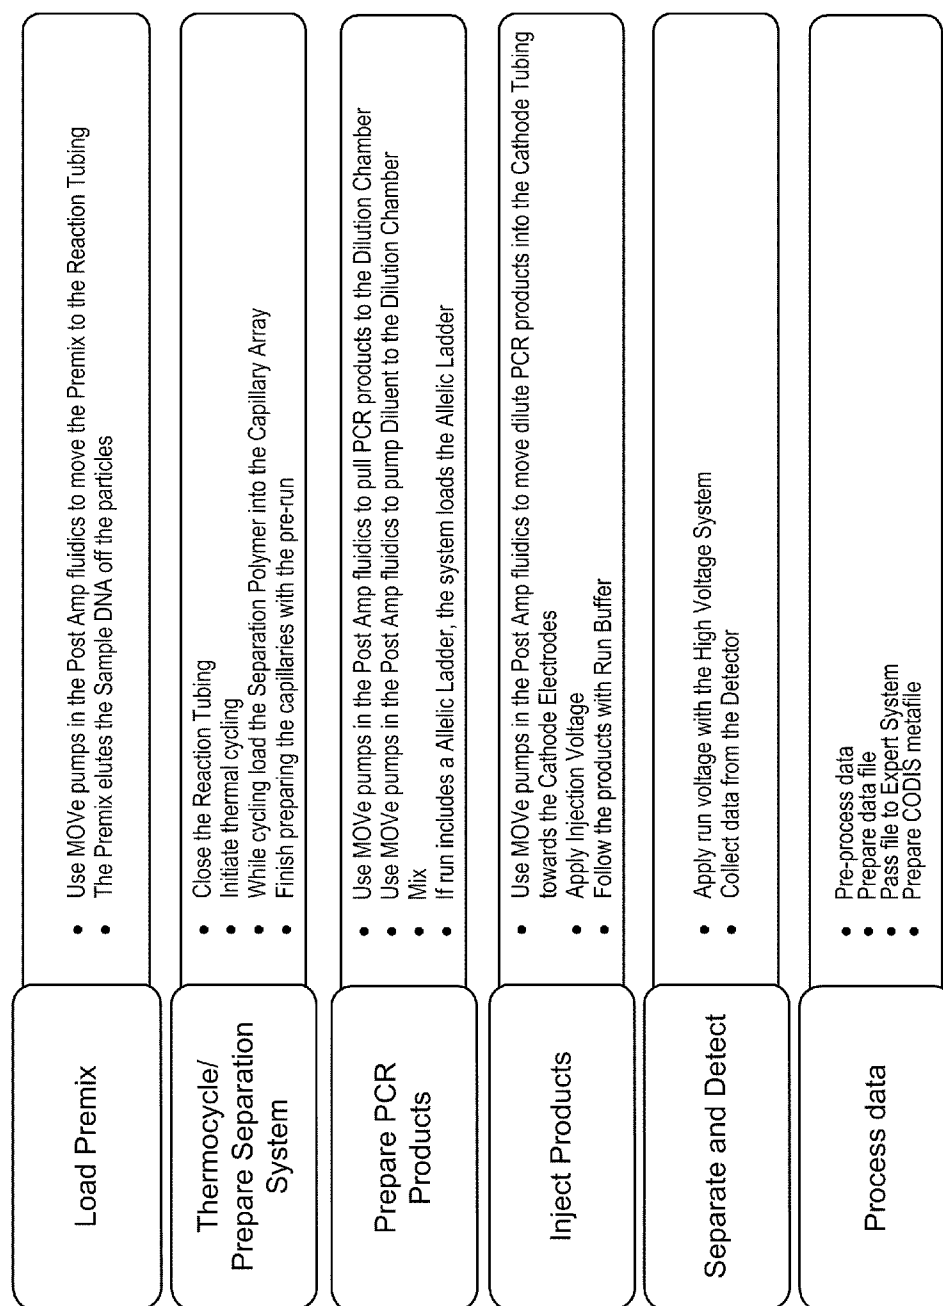 Load Premix
• Use MOVe pumps in the Post Amp fluidics to move the Premix to the Reaction Tubing
• The Premix elutes the Sample DNA off the particles
Thermocycle/
Prepare Separation
System
• Close the Reaction Tubing
• Initiate thermal cycling
• While cycling load the Separation Polymer into the Capillary Array
• Finish preparing the capillaries with the pre-run
Prepare PCR
Products
• Use MOVe pumps in the Post Amp fluidics to pull PCR products to the Dilution Chamber
• Use MOVe pumps in the Post Amp fluidics to pump Diluent to the Dilution Chamber
• Mix
• If run includes a Allelic Ladder, the system loads the Allelic Ladder
Inject Products
• Use MOVe pumps in the Post Amp fluidics to move dilute PCR products into the Cathode Tubing
towards the Cathode Electrodes
• Apply Injection Voltage
• Follow the products with Run Buffer
Separate and Detect
• Apply run voltage with the High Voltage System
• Collect data from the Detector
Process data
• Pre-process data
• Prepare data file
• Pass file to Expert System
• Prepare CODIS metafile